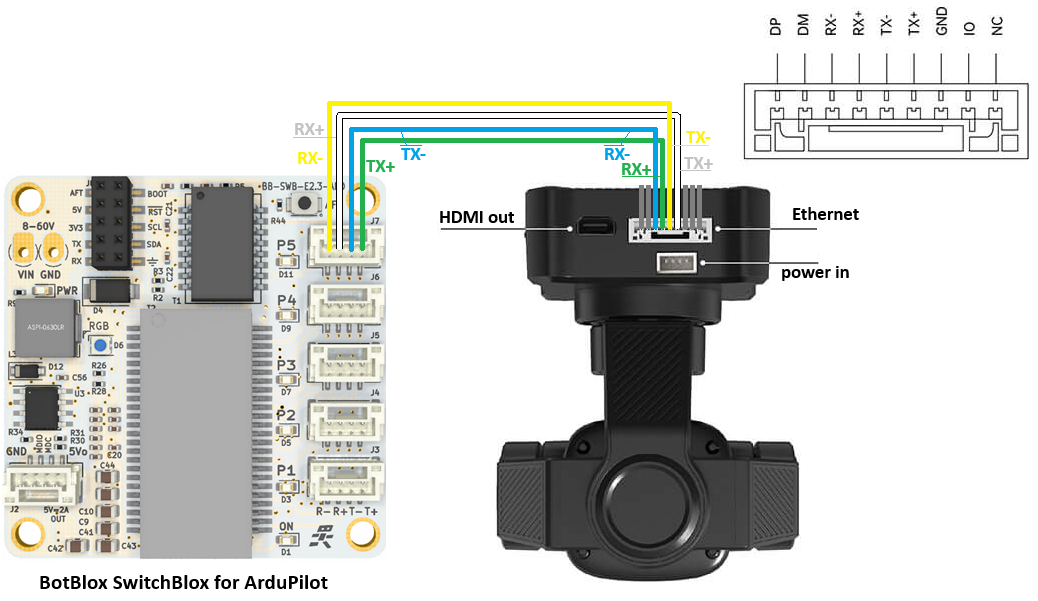 DP DM RX- RX+ TX- TX+ GND IO NC
RX+
RX-
TX-
TX+
RX-
RX+
TX-
TX+
HDMI out
Ethernet
power in
BB-SWB-E2.3-
R44
J7
AFT
5V
3V3
TX
RX
BOOT
RST
SCL
SDA
C21
C22
R3
R2
8-60V
VIN GND
PWR
D4
T1
RGB
D6
ASPI-0630LR
D12
C56
U3
R26
R28
R34
R31
R30
GND
MDIO
MDC
5Vo
C20
C44
J2
5V⎓2A
OUT
C10
C9
C41
C42
C43
P5
D11
J6
P4
D9
J5
P3
D7
J4
P2
D5
J3
P1
D3
R- R+ T- T+
ON
D1
BotBlox SwitchBlox for ArduPilot